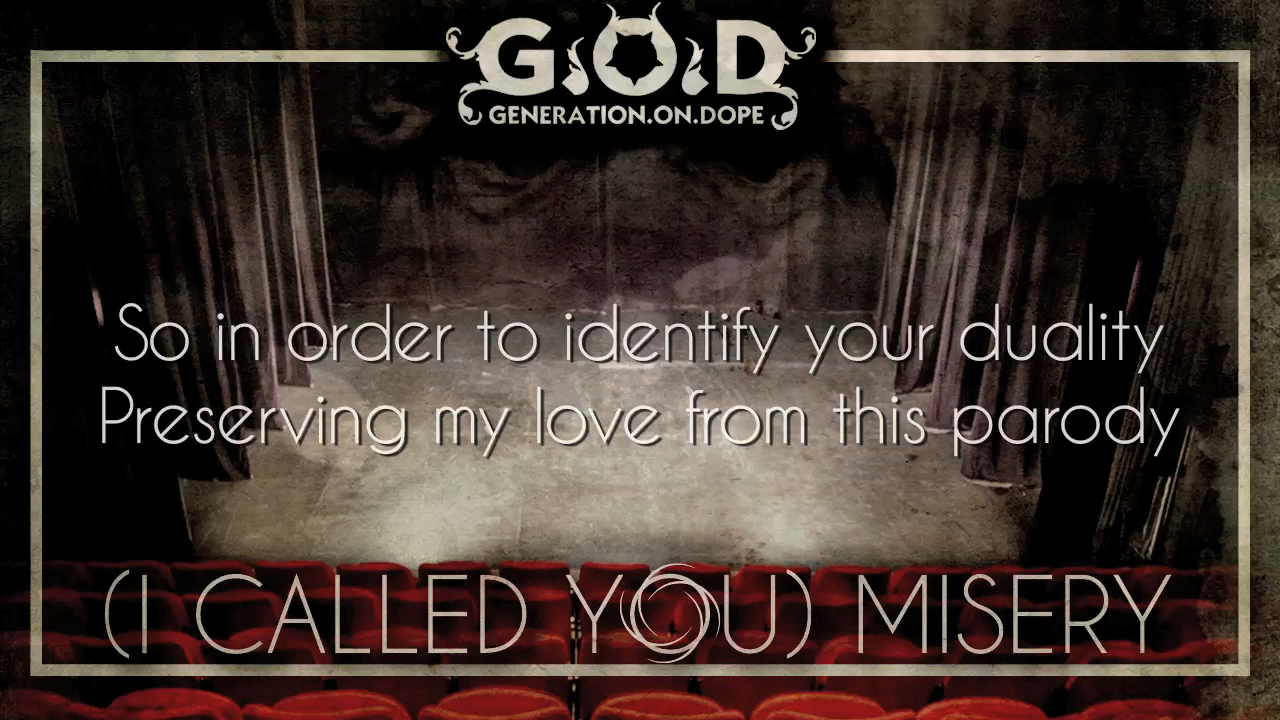 G.O.D
GENERATION.ON.DOPE
So in order to identify your duality
Preserving my love from this parody
(I CALLED YOU) MISERY